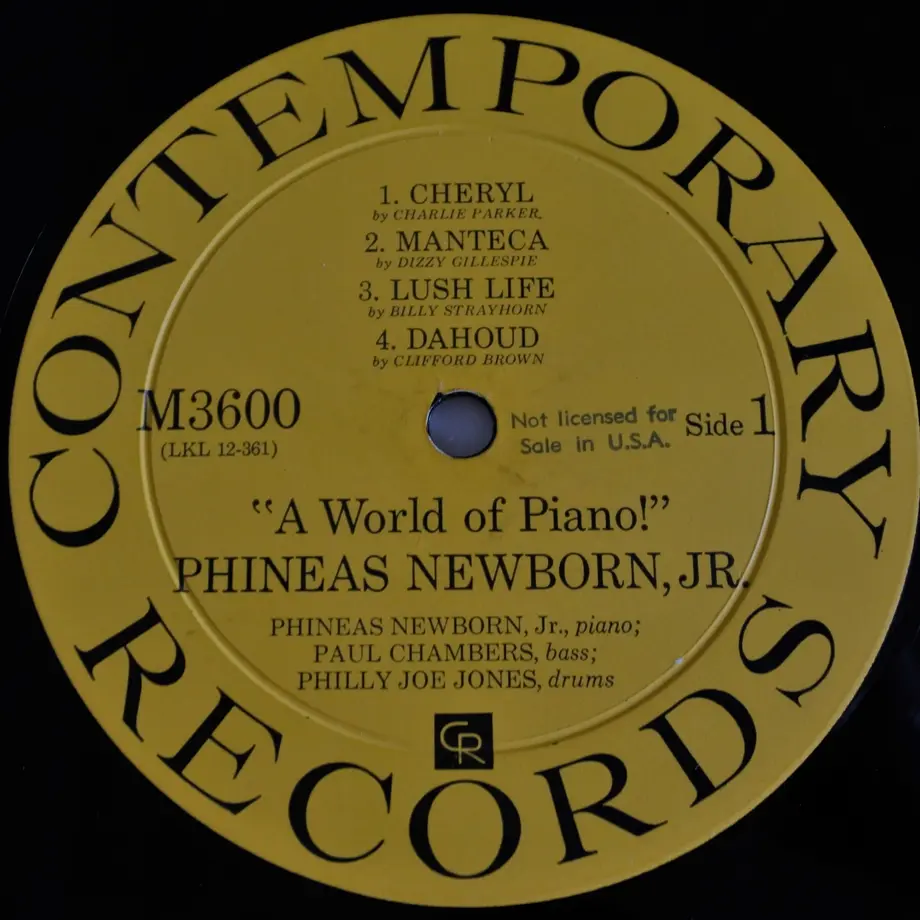 CONTEMPORARY
1. CHERYL
by CHARLIE PARKER
2. MANTECA
by DIZZY GILLESPIE
3. LUSH LIFE
by BILLY STRAYHORN
4. DAHOUD
by CLIFFORD BROWN
M3600
(LKL 12-361)
Not licensed for
Sale in U.S.A.
Side 1
"A World of Piano!"
PHINEAS NEWBORN, JR.
PHINEAS NEWBORN, Jr., piano;
PAUL CHAMBERS, bass;
PHILLY JOE JONES, drums
CR
RECORDS